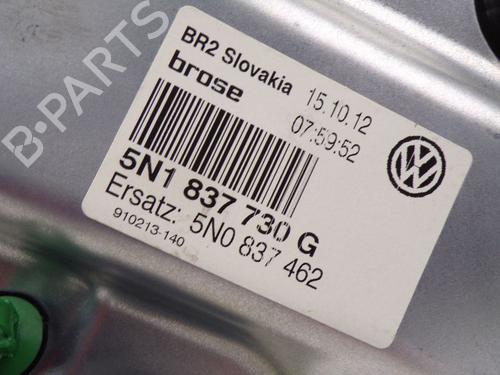 B-PARTS
BR2 Slovakia 15.10.12
brose 07:59:52
5N1 837 730 G
Ersatz: 5N0 837 462
910213-140